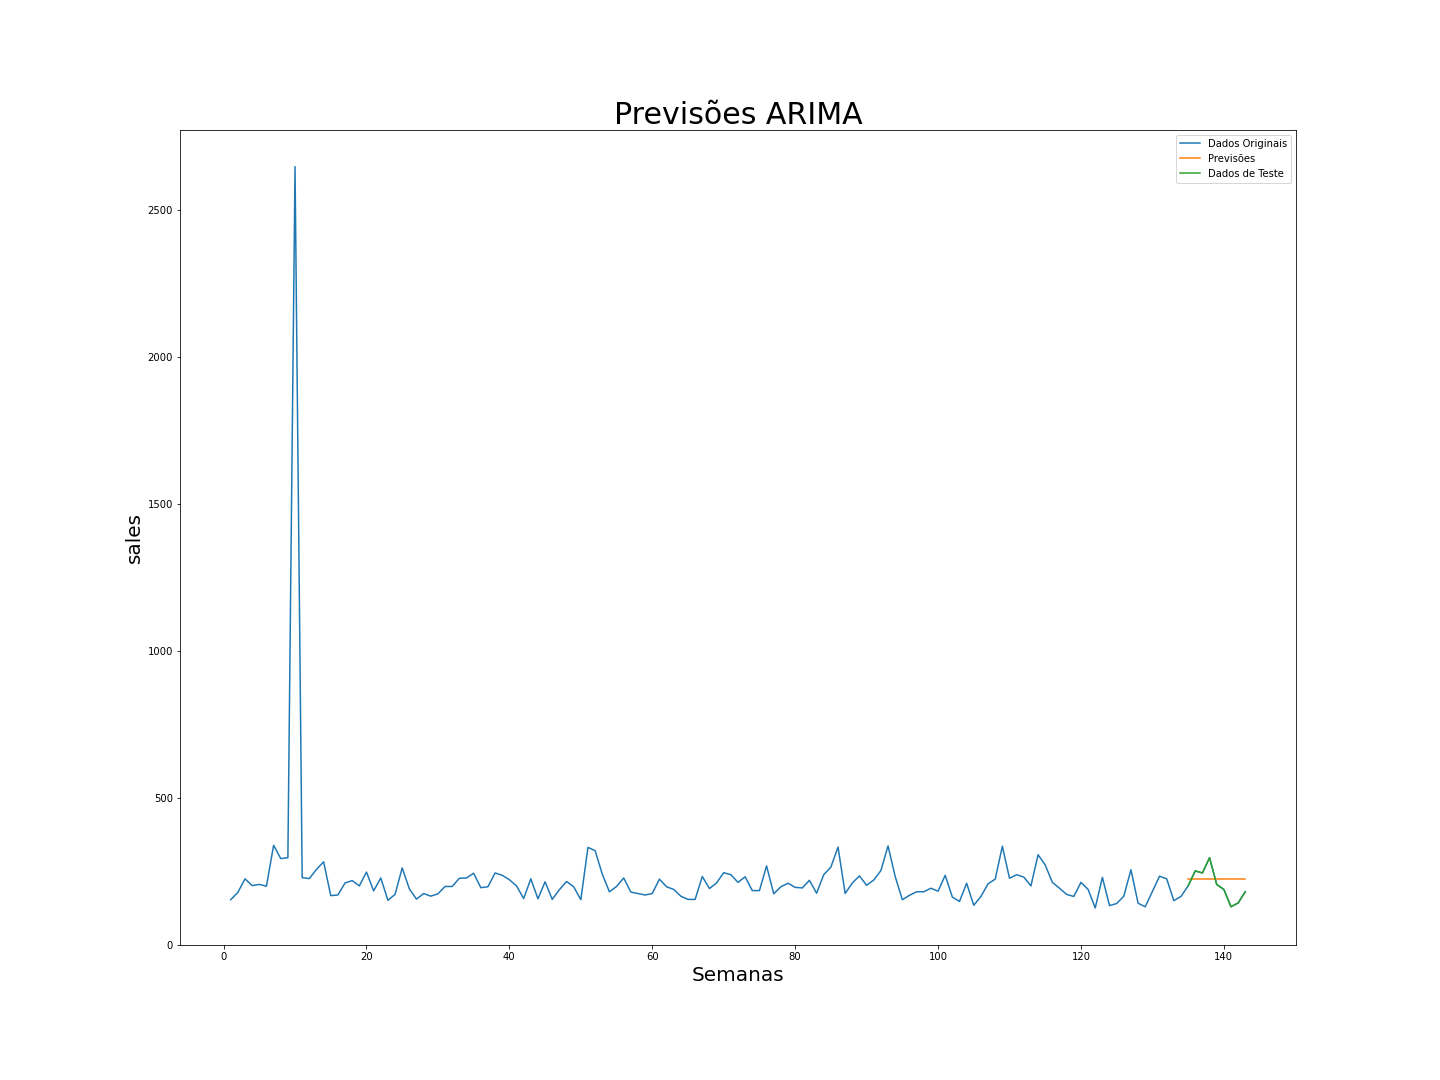 Previsões ARIMA
Dados Originais
Previsões
Dados de Teste
sales
2500
2000
1500
1000
500
0
0 20 40 60 80 100 120 140
Semanas